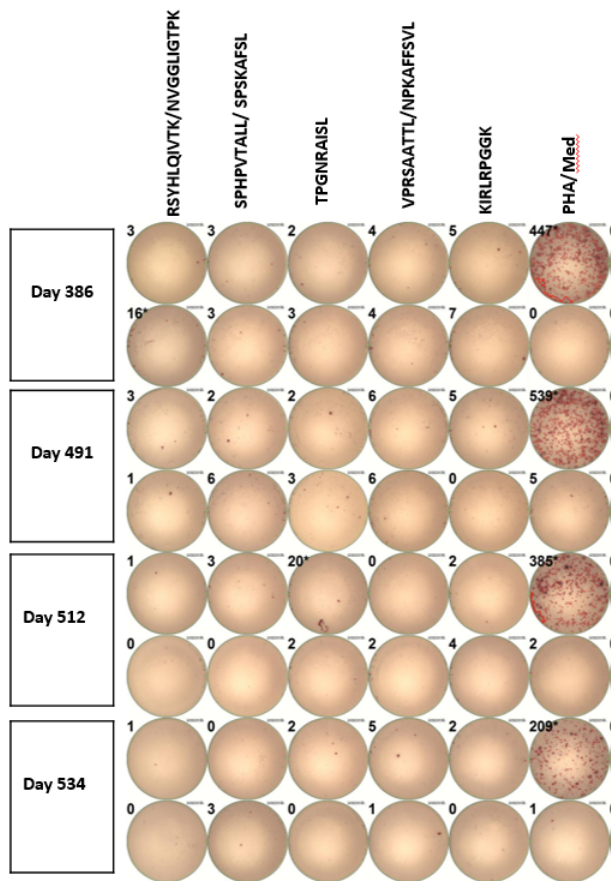 RSYHLQIVTK/NVGGLIGTPK
SPHPVTALL/ SPSKAFSL
TPGNRAISL
VPRSAATTL/NPKAFFSVL
KIRLRPGGK
PHA/Med
Day 386
3 3 2 4 5 447*
16* 3 3 4 7 0
Day 491
3 2 2 6 5 539*
1 6 3 6 0 5
Day 512
1 3 20* 0 2 385*
0 0 2 2 4 2
Day 534
1 0 2 5 2 209*
0 3 0 1 0 1